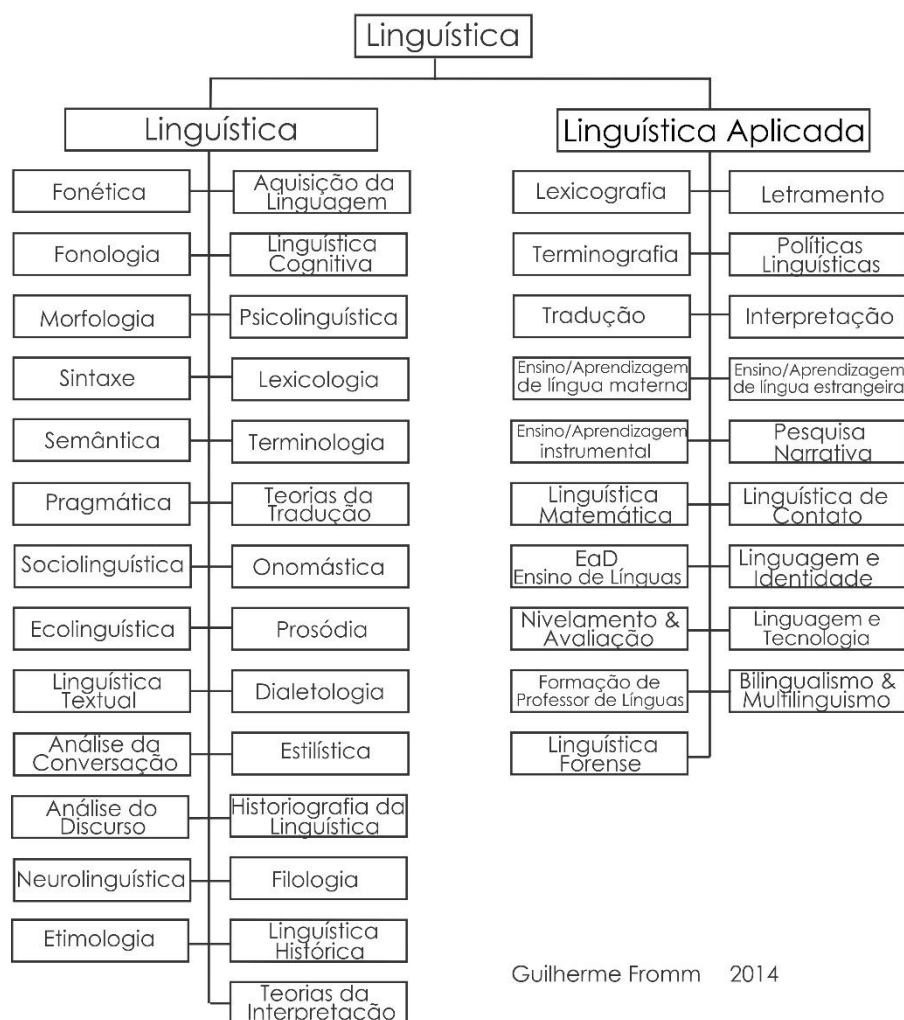 Linguística
Linguística
Linguística Aplicada
Fonética
Aquisição da
Linguagem
Fonologia
Linguística
Cognitiva
Morfologia
Psicolinguística
Sintaxe
Lexicologia
Semântica
Terminologia
Pragmática
Teorias da
Tradução
Sociolinguística
Onomástica
Ecolinguística
Prosódia
Linguística
Textual
Dialetologia
Análise da
Conversação
Estilística
Análise do
Discurso
Historiografia da
Linguística
Neurolinguística
Filologia
Etimologia
Linguística
Histórica
Teorias da
Interpretação
Lexicografia
Letramento
Terminografia
Políticas
Linguísticas
Tradução
Interpretação
Ensino/Aprendizagem
de língua materna
Ensino/Aprendizagem
de língua estrangeira
Ensino/Aprendizagem
instrumental
Pesquisa
Narrativa
Linguística
Matemática
Linguística de
Contato
EaD
Ensino de Línguas
Linguagem e
Identidade
Nivelamento &
Avaliação
Linguagem e
Tecnologia
Formação de
Professor de Línguas
Bilingualismo &
Multilinguismo
Linguística
Forense
Guilherme Fromm 2014